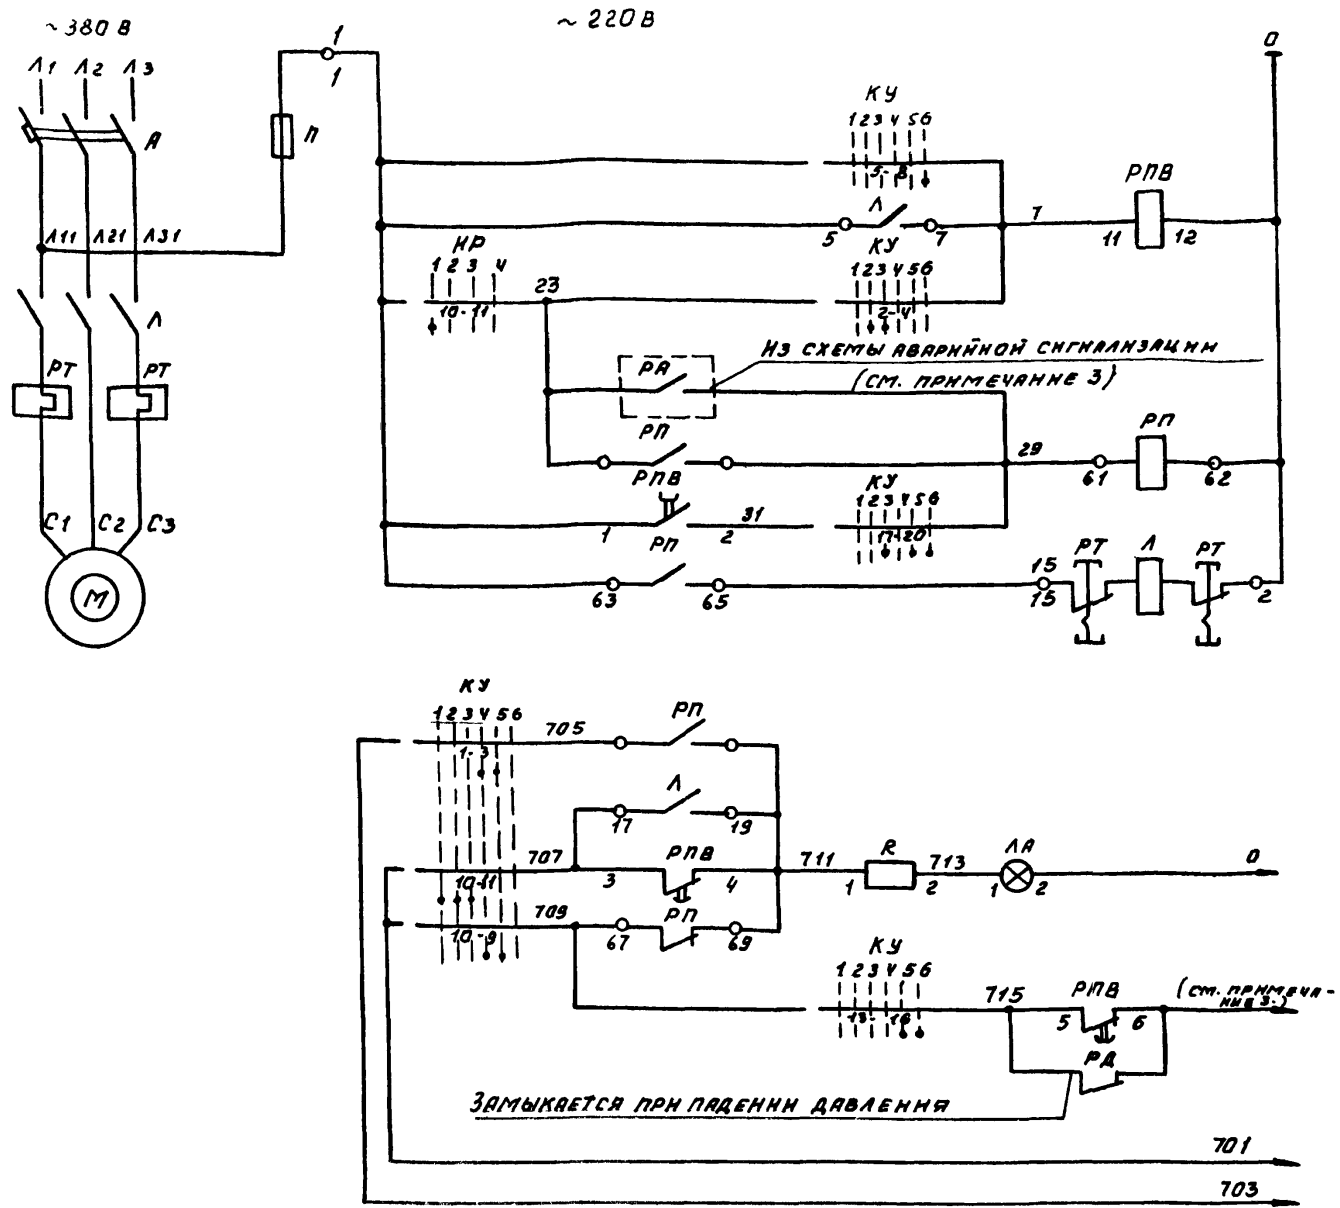 ~380 В
~220 В
0
Л1 Л2 Л3
А
1
1
П
Л11 Л21 Л31
Л
РТ РТ
С1 С2 С3
М
КУ
1 2 3 4 5 6
5-8
Л
5 7
7
РПВ
11 12
НР
1 2 3 4
10-11
23
КУ
1 2 3 4 5 6
2-4
РА
ИЗ СХЕМЫ АВАРИЙНОЙ СИГНАЛИЗАЦИИ
(СМ. ПРИМЕЧАНИЕ 3)
РП
29
РП
61 62
РПВ
1 2
31
КУ
1 2 3 4 5 6
17-20
РП
63 65
15
15
РТ Л РТ
2
КУ
1 2 3 4 5 6
1-3
705
РП
Л
17 19
10-11
707
3 РПВ 4
711
1 R 2
713
1 ЛА 2
0
10-9
709
67 РП 69
КУ
1 2 3 4 5 6
13-16
715
РПВ
5 6
(СМ. ПРИМЕЧА-
НИЕ 3.)
РД
ЗАМЫКАЕТСЯ ПРИ ПАДЕНИИ ДАВЛЕНИЯ
701
703